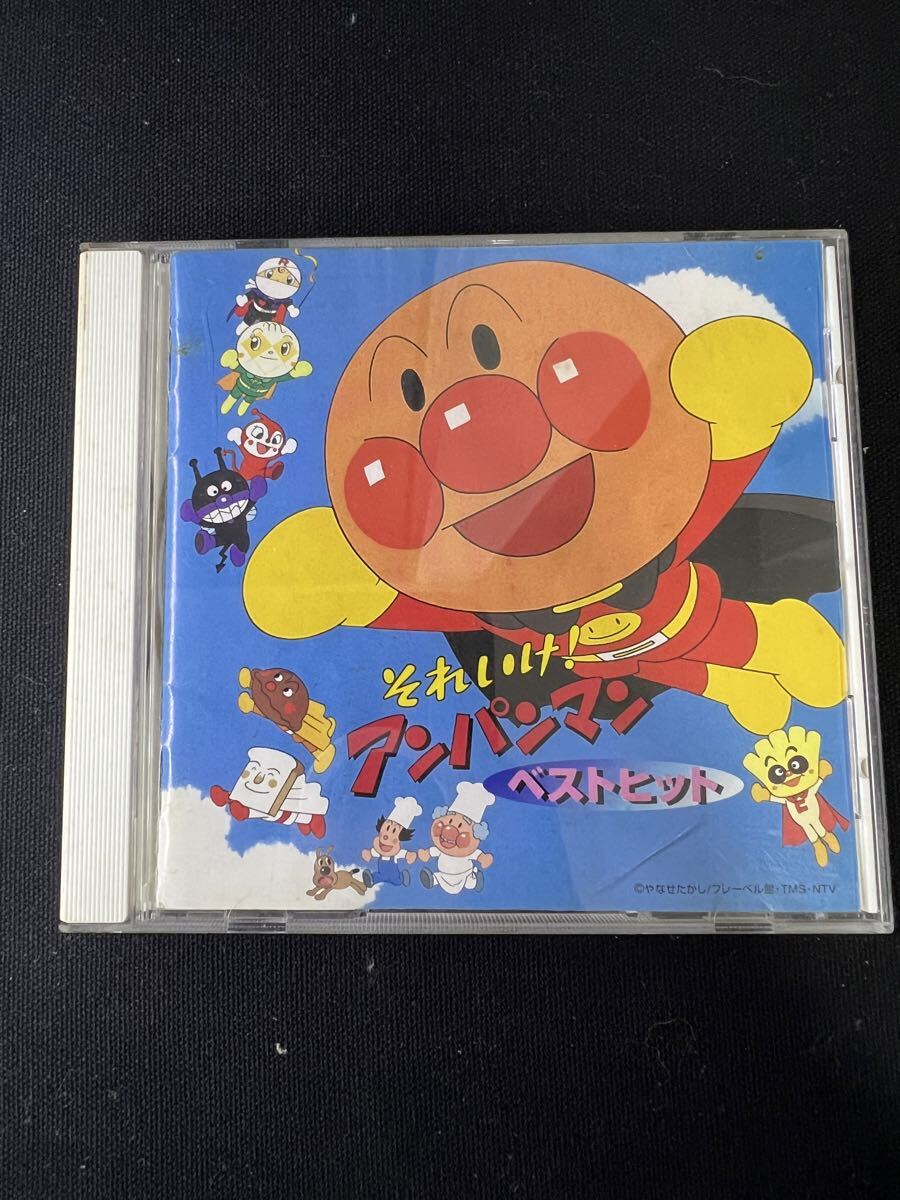 R
それいけ!
アンパンマン
ベストヒット
E
©やなせたかし/フレーベル館・TMS・NTV